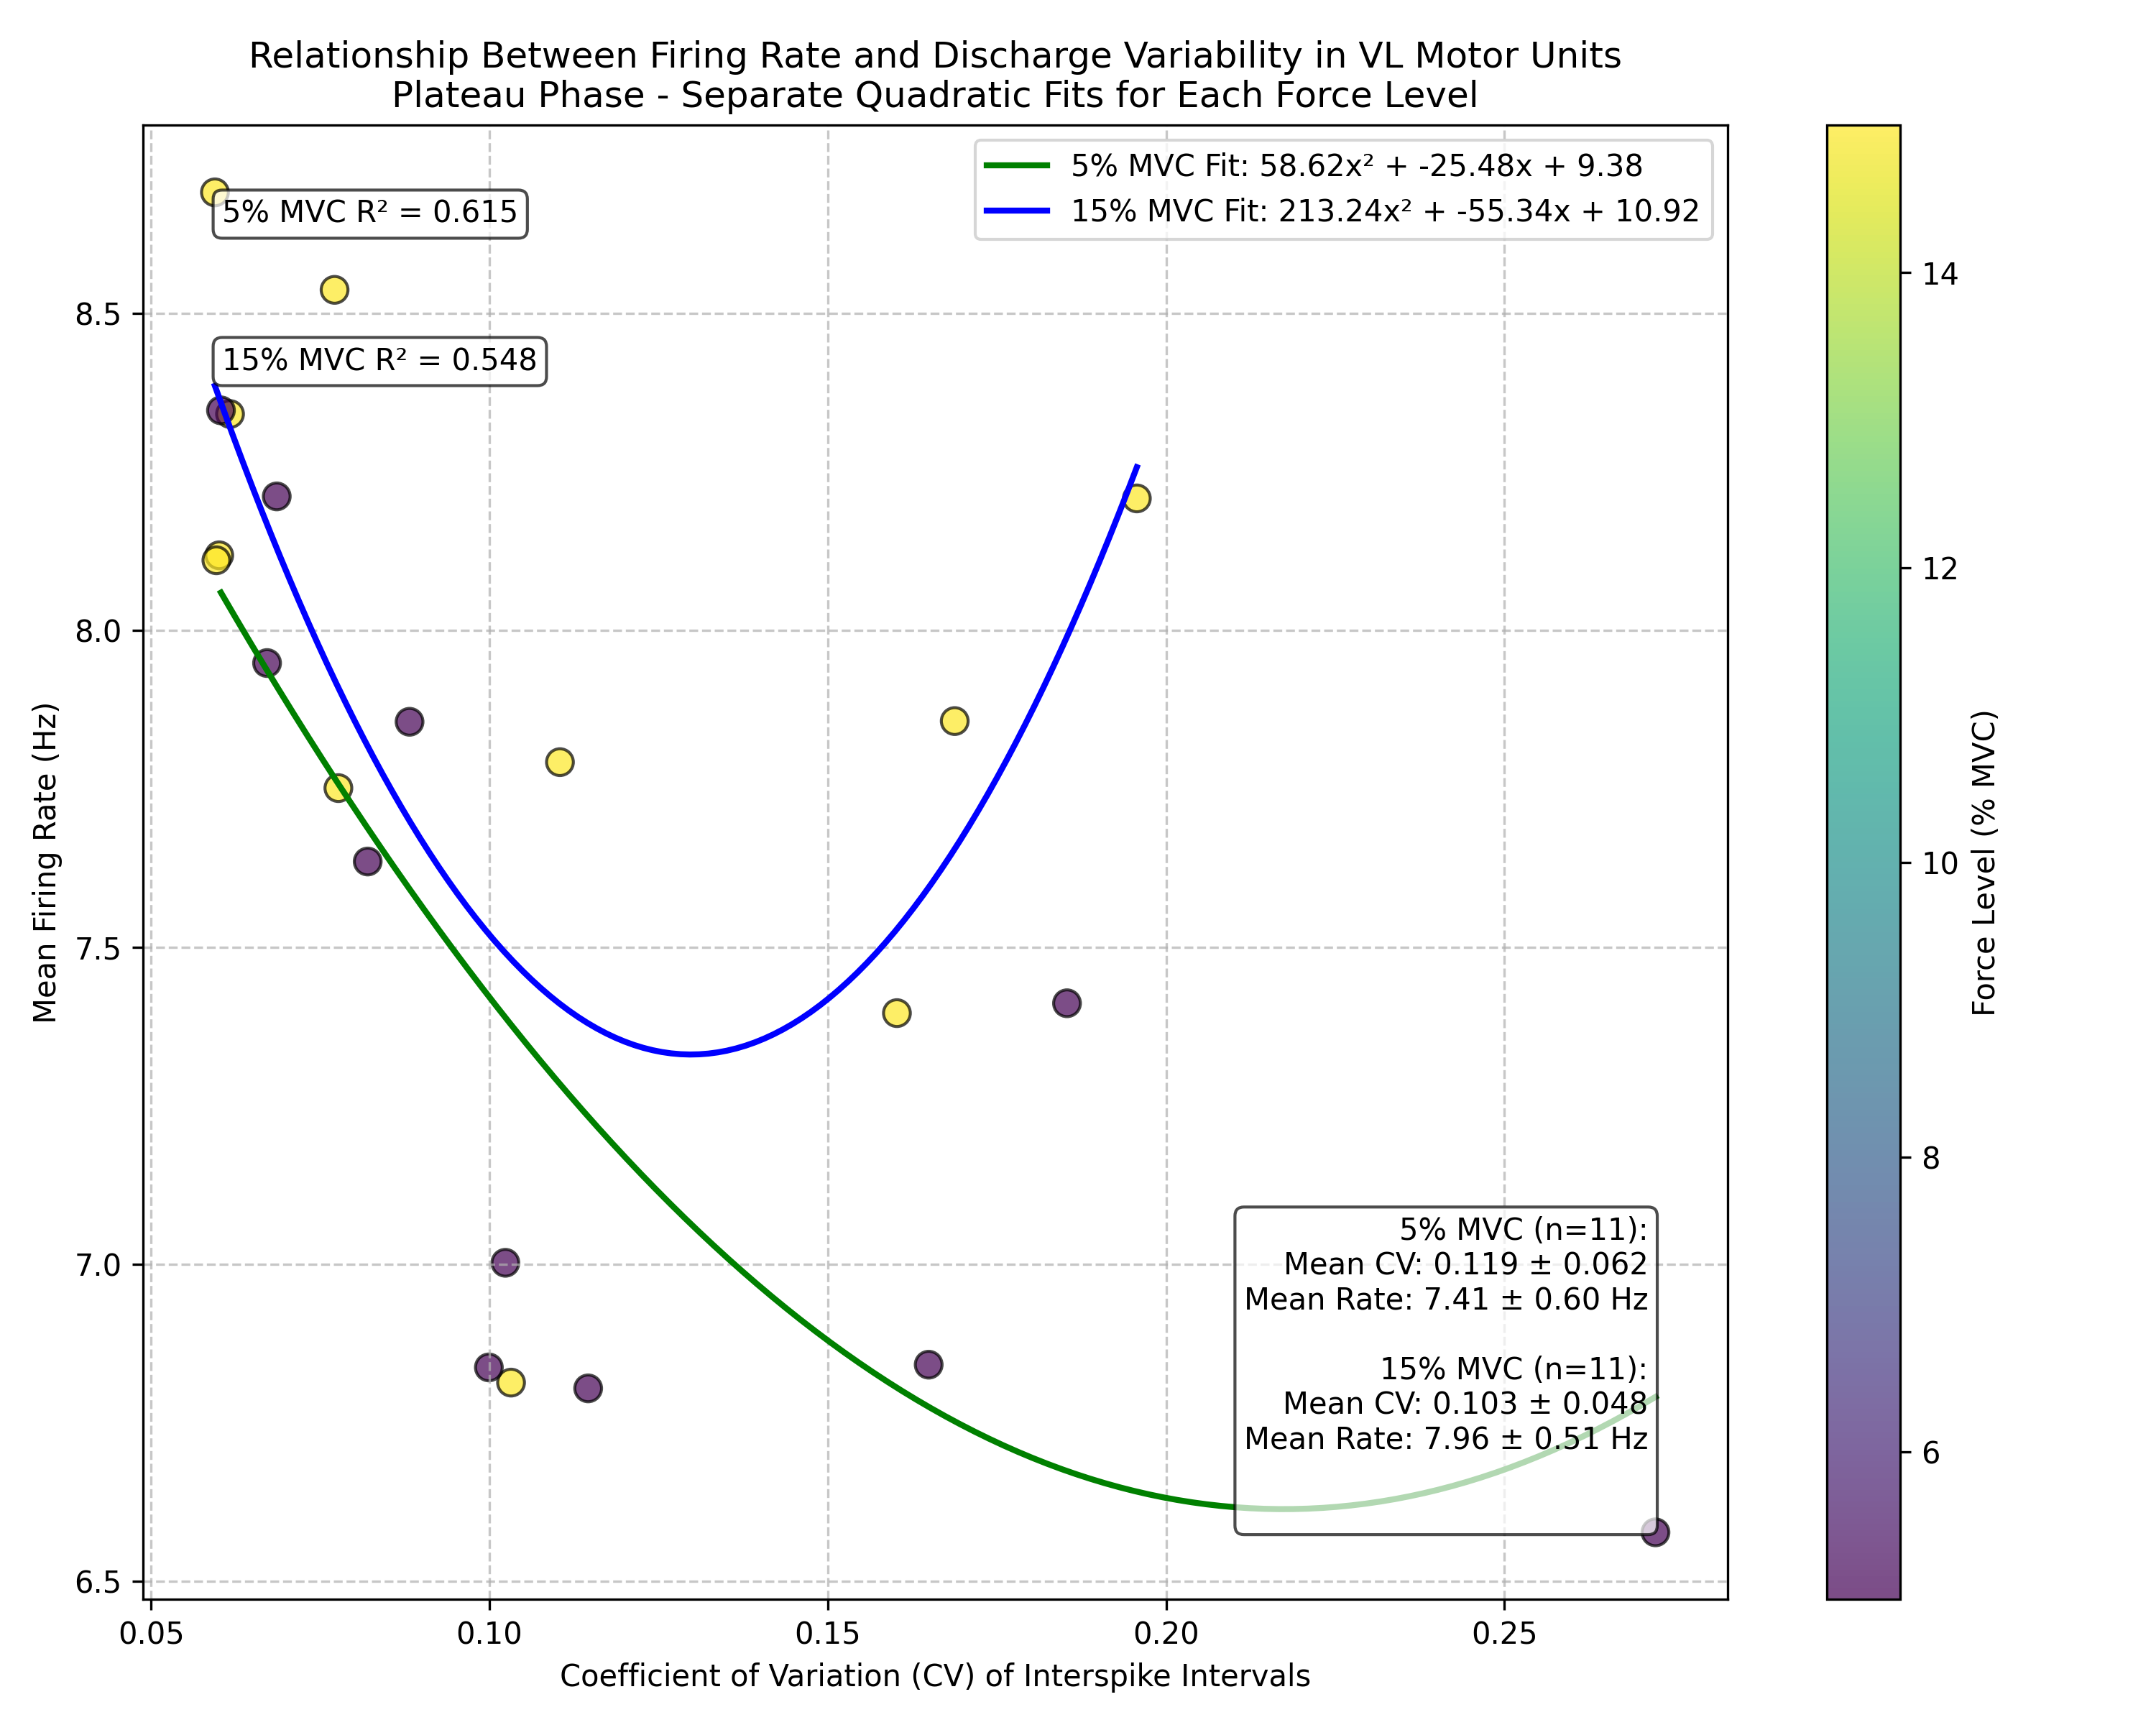 Relationship Between Firing Rate and Discharge Variability in VL Motor Units
Plateau Phase - Separate Quadratic Fits for Each Force Level
5% MVC Fit: 58.62x² + -25.48x + 9.38
15% MVC Fit: 213.24x² + -55.34x + 10.92
5% MVC R² = 0.615
15% MVC R² = 0.548
5% MVC (n=11):
Mean CV: 0.119 ± 0.062
Mean Rate: 7.41 ± 0.60 Hz
15% MVC (n=11):
Mean CV: 0.103 ± 0.048
Mean Rate: 7.96 ± 0.51 Hz
Mean Firing Rate (Hz)
8.5
8.0
7.5
7.0
6.5
0.05
0.10
0.15
0.20
0.25
Coefficient of Variation (CV) of Interspike Intervals
14
12
10
8
6
Force Level (% MVC)